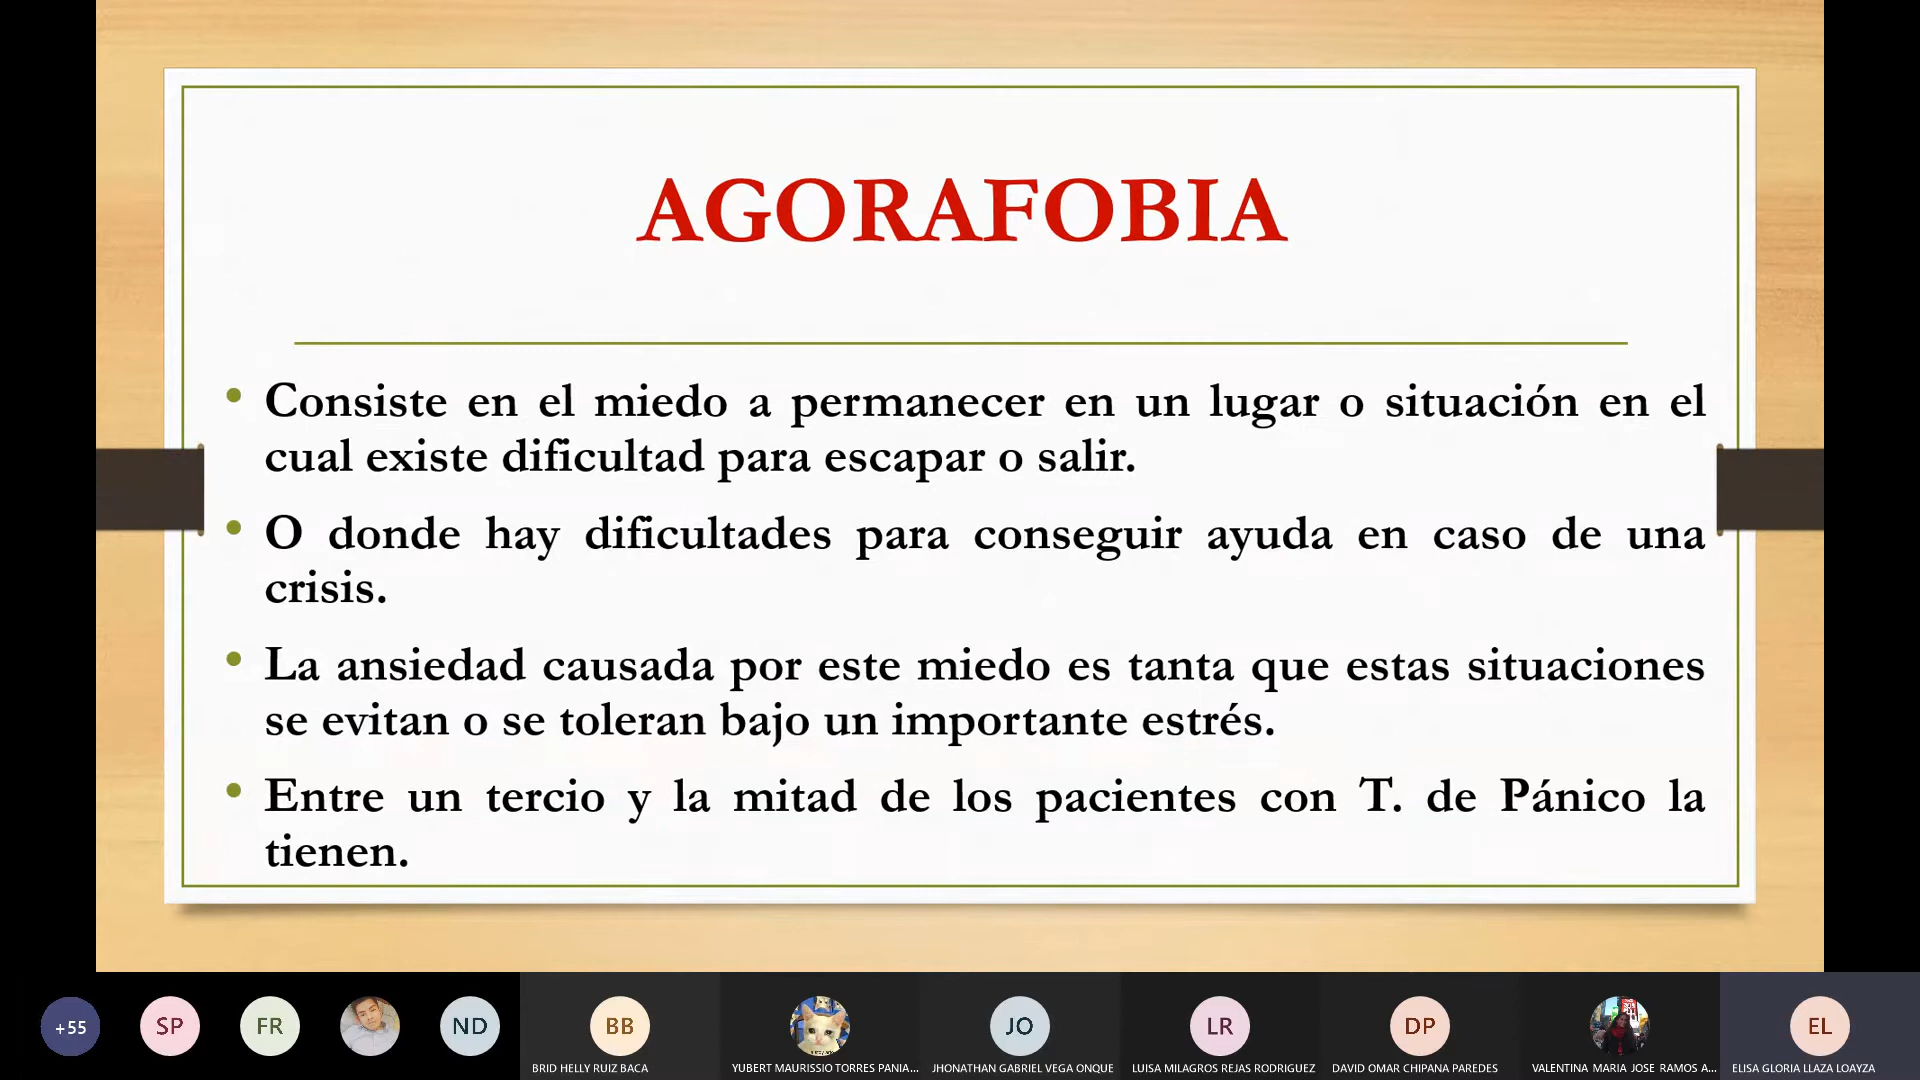 AGORAFOBIA
• Consiste en el miedo a permanecer en un lugar o situación en el
cual existe dificultad para escapar o salir.
• O donde hay dificultades para conseguir ayuda en caso de una
crisis.
• La ansiedad causada por este miedo es tanta que estas situaciones
se evitan o se toleran bajo un importante estrés.
• Entre un tercio y la mitad de los pacientes con T. de Pánico la
tienen.
+55
SP
FR
ND
BB
JO
LR
DP
EL
BRID HELLY RUIZ BACA
YUBERT MAURISSIO TORRES PANIA...
JHONATHAN GABRIEL VEGA ONQUE
LUISA MILAGROS REJAS RODRIGUEZ
DAVID OMAR CHIPANA PAREDES
VALENTINA MARIA JOSE RAMOS A...
ELISA GLORIA LLAZA LOAYZA